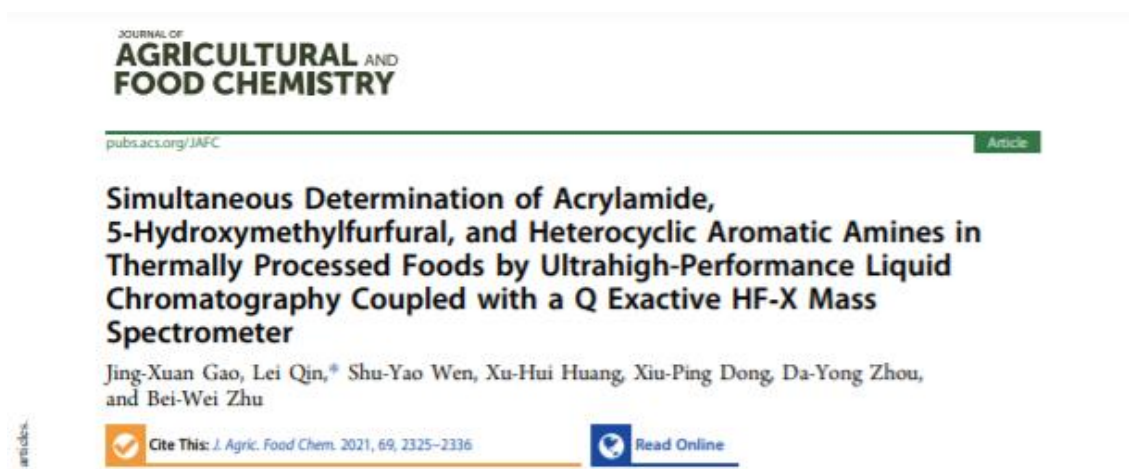 JOURNAL OF
AGRICULTURAL AND
FOOD CHEMISTRY
pubs.acs.org/JAFC
Article
Simultaneous Determination of Acrylamide,
5-Hydroxymethylfurfural, and Heterocyclic Aromatic Amines in
Thermally Processed Foods by Ultrahigh-Performance Liquid
Chromatography Coupled with a Q Exactive HF-X Mass
Spectrometer
Jing-Xuan Gao, Lei Qin,* Shu-Yao Wen, Xu-Hui Huang, Xiu-Ping Dong, Da-Yong Zhou,
and Bei-Wei Zhu
Cite This: J. Agric. Food Chem. 2021, 69, 2325−2336
Read Online
articles.